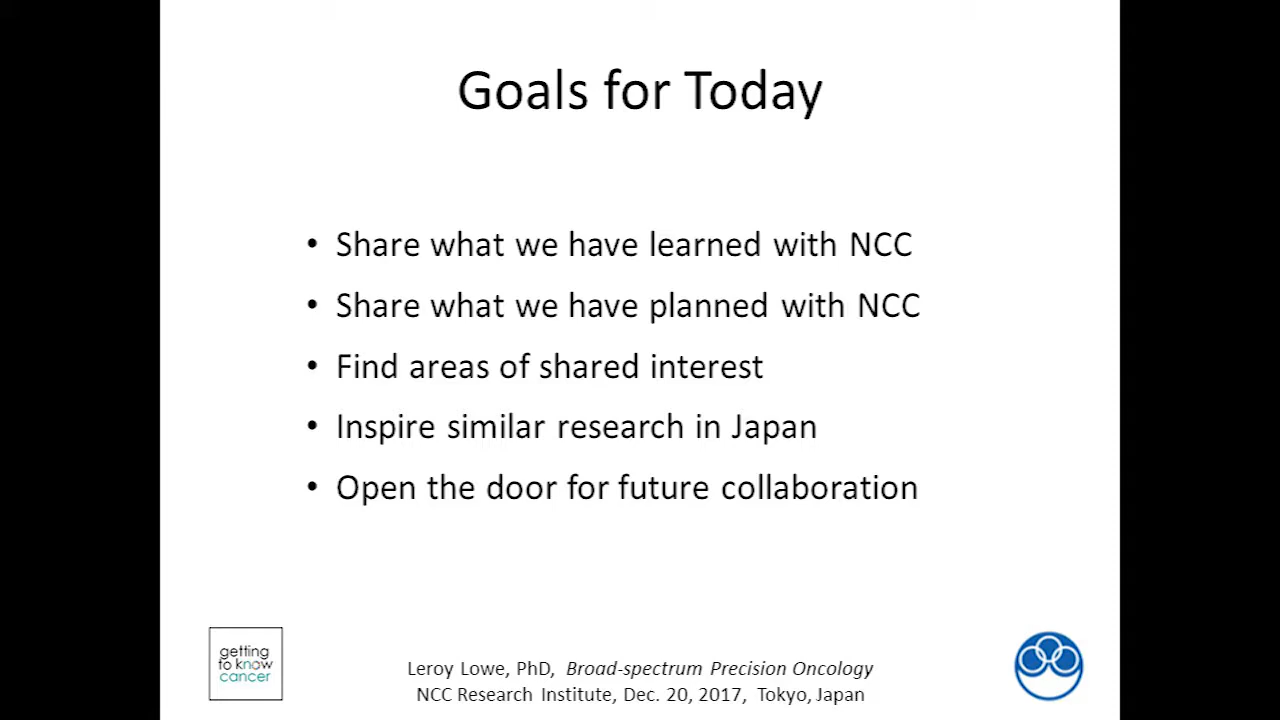 Goals for Today
• Share what we have learned with NCC
• Share what we have planned with NCC
• Find areas of shared interest
• Inspire similar research in Japan
• Open the door for future collaboration
getting
to know
cancer
Leroy Lowe, PhD, Broad-spectrum Precision Oncology
NCC Research Institute, Dec. 20, 2017, Tokyo, Japan